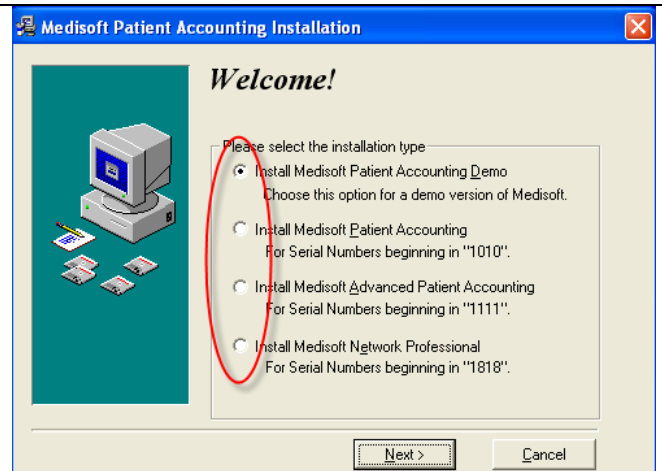 Medisoft Patient Accounting Installation
Welcome!
Please select the installation type
Install Medisoft Patient Accounting Demo
Choose this option for a demo version of Medisoft.
Install Medisoft Patient Accounting
For Serial Numbers beginning in "1010".
Install Medisoft Advanced Patient Accounting
For Serial Numbers beginning in "1111".
Install Medisoft Network Professional
For Serial Numbers beginning in "1818".
Next > Cancel